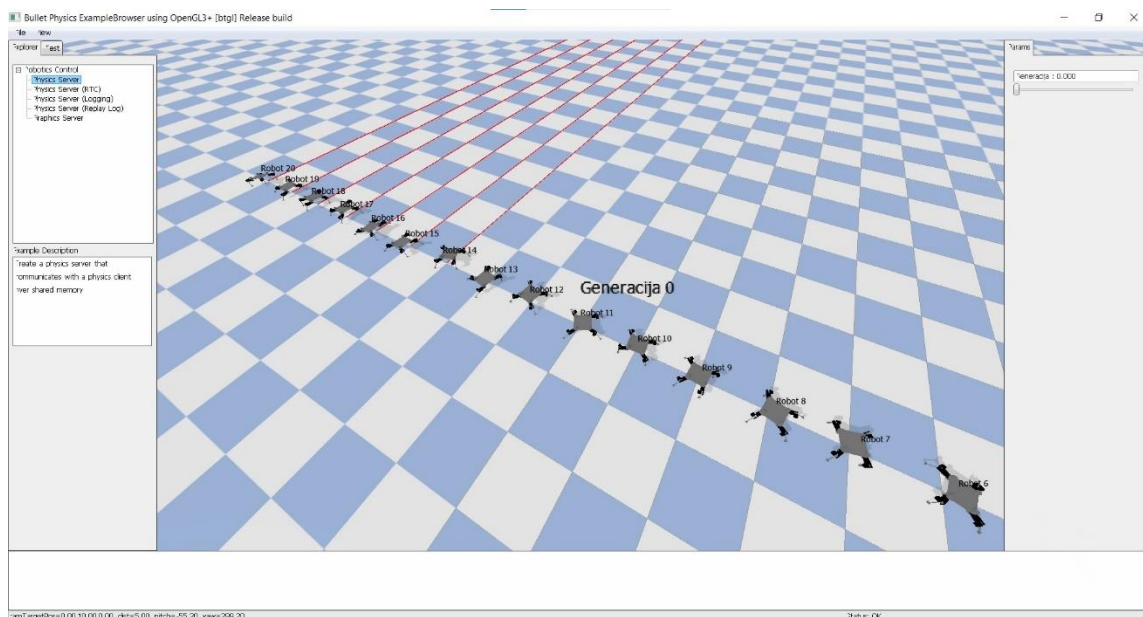 Bullet Physics ExampleBrowser using OpenGL3+ [btgl] Release build
File View
Explorer Test
Robotics Control
Physics Server
Physics Server (RTC)
Physics Server (Logging)
Physics Server (Replay Log)
Graphics Server
Example Description
Create a physics server that
communicates with a physics client
over shared memory
Params
Generacija : 0.000
Robot 20
Robot 19
Robot 18
Robot 17
Robot 16
Robot 15
Robot 14
Robot 13
Robot 12
Generacija 0
Robot 11
Robot 10
Robot 9
Robot 8
Robot 7
Robot 6
Status: OK